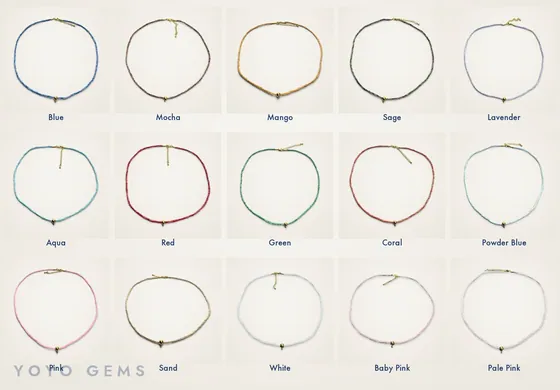 Blue Mocha Mango Sage Lavender
Aqua Red Green Coral Powder Blue
Pink Sand White Baby Pink Pale Pink
YOYO GEMS